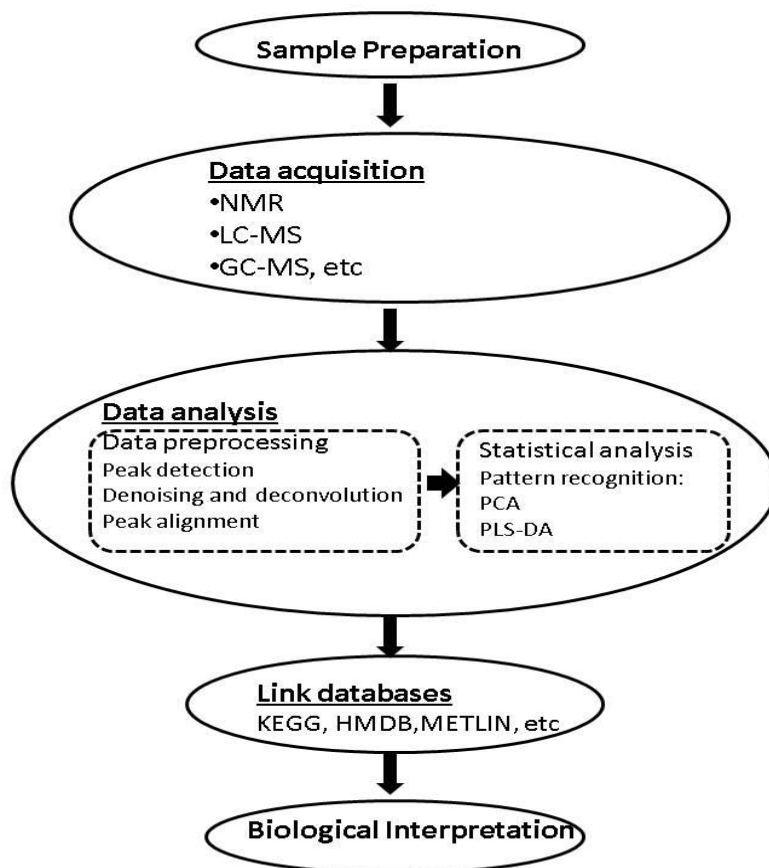 Sample Preparation
Data acquisition
•NMR
•LC-MS
•GC-MS, etc
Data analysis
Data preprocessing
Peak detection
Denoising and deconvolution
Peak alignment
Statistical analysis
Pattern recognition:
PCA
PLS-DA
Link databases
KEGG, HMDB,METLIN, etc
Biological Interpretation